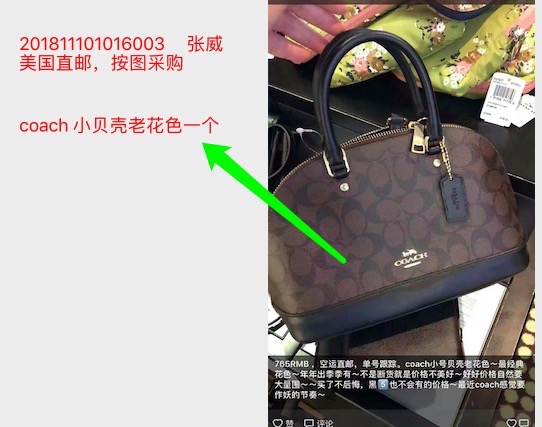 201811101016003 张威
美国直邮，按图采购
coach 小贝壳老花色一个
COACH
765RMB，空运直邮，单号跟踪。coach小号贝壳老花色～最经典
花色～年年出季季有～不是断货就是价格不美好～好好价格自然要
大量囤～～买了不后悔，黑5️⃣也不会有的价格～最近coach感觉要
作妖的节奏～
赞 评论